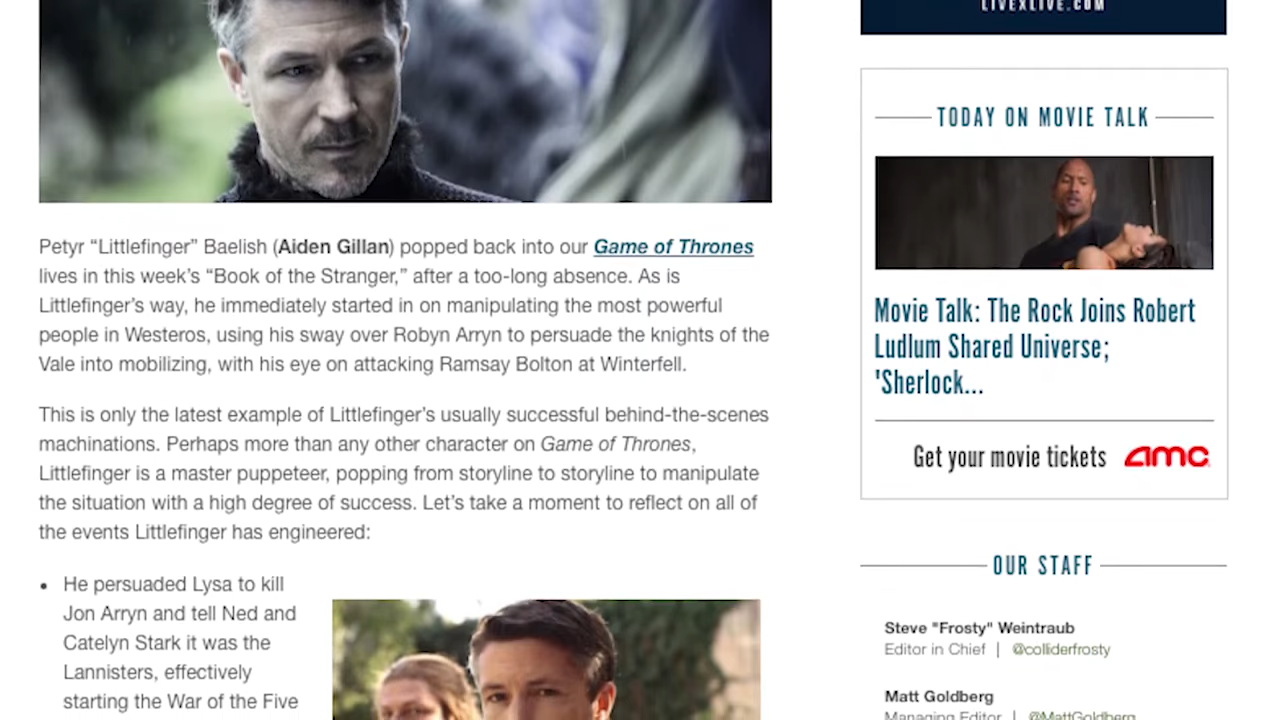 LIVEXLIVE.COM
Petyr “Littlefinger” Baelish (Aiden Gillan) popped back into our Game of Thrones
lives in this week’s “Book of the Stranger,” after a too-long absence. As is
Littlefinger’s way, he immediately started in on manipulating the most powerful
people in Westeros, using his sway over Robyn Arryn to persuade the knights of the
Vale into mobilizing, with his eye on attacking Ramsay Bolton at Winterfell.
This is only the latest example of Littlefinger’s usually successful behind-the-scenes
machinations. Perhaps more than any other character on Game of Thrones,
Littlefinger is a master puppeteer, popping from storyline to storyline to manipulate
the situation with a high degree of success. Let’s take a moment to reflect on all of
the events Littlefinger has engineered:
• He persuaded Lysa to kill
Jon Arryn and tell Ned and
Catelyn Stark it was the
Lannisters, effectively
starting the War of the Five
TODAY ON MOVIE TALK
Movie Talk: The Rock Joins Robert
Ludlum Shared Universe;
'Sherlock...
Get your movie tickets amc
OUR STAFF
Steve "Frosty" Weintraub
Editor in Chief | @colliderfrosty
Matt Goldberg
Managing Editor | @MattGoldberg